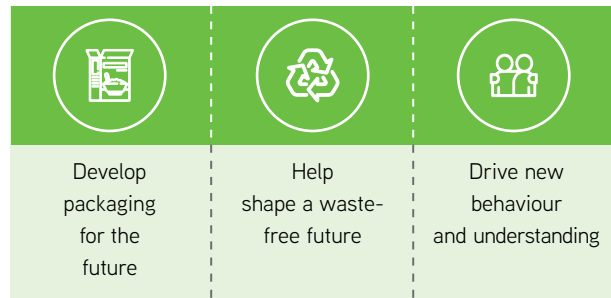 Develop
packaging
for the
future
Help
shape a waste-
free future
Drive new
behaviour
and understanding